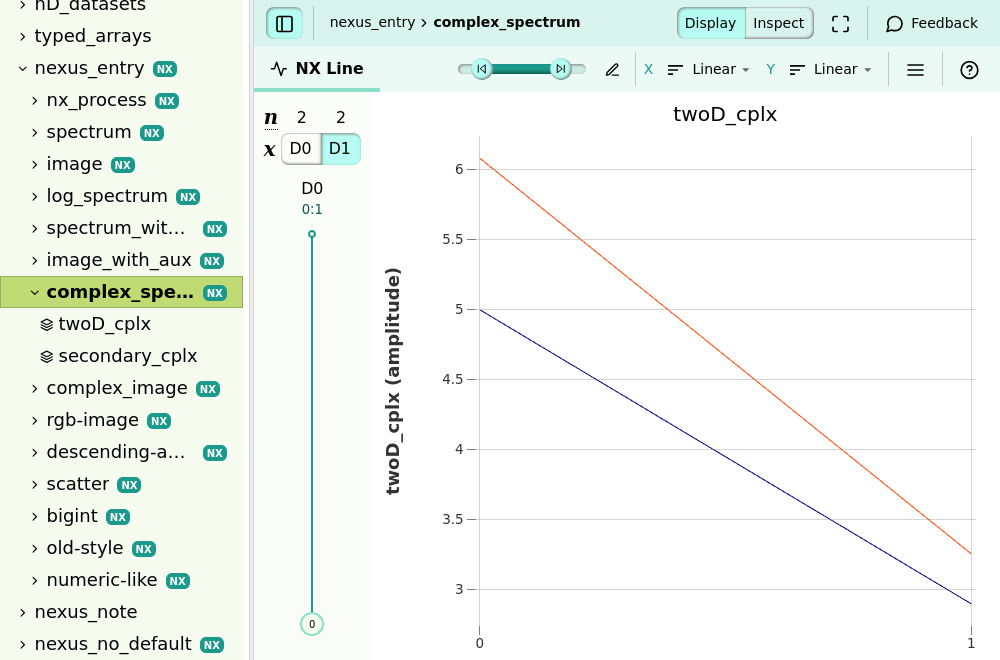 nD_datasets
typed_arrays
nexus_entry NX
nx_process NX
spectrum NX
image NX
log_spectrum NX
spectrum_wit... NX
image_with_aux NX
complex_spe... NX
twoD_cplx
secondary_cplx
complex_image NX
rgb-image NX
descending-a... NX
scatter NX
bigint NX
old-style NX
numeric-like NX
nexus_note
nexus_no_default NX
nexus_entry › complex_spectrum
Display Inspect
Feedback
NX Line
X Linear
Y Linear
n 2 2
x D0 D1
D0
0:1
0
twoD_cplx
twoD_cplx (amplitude)
6
5.5
5
4.5
4
3.5
3
0 1